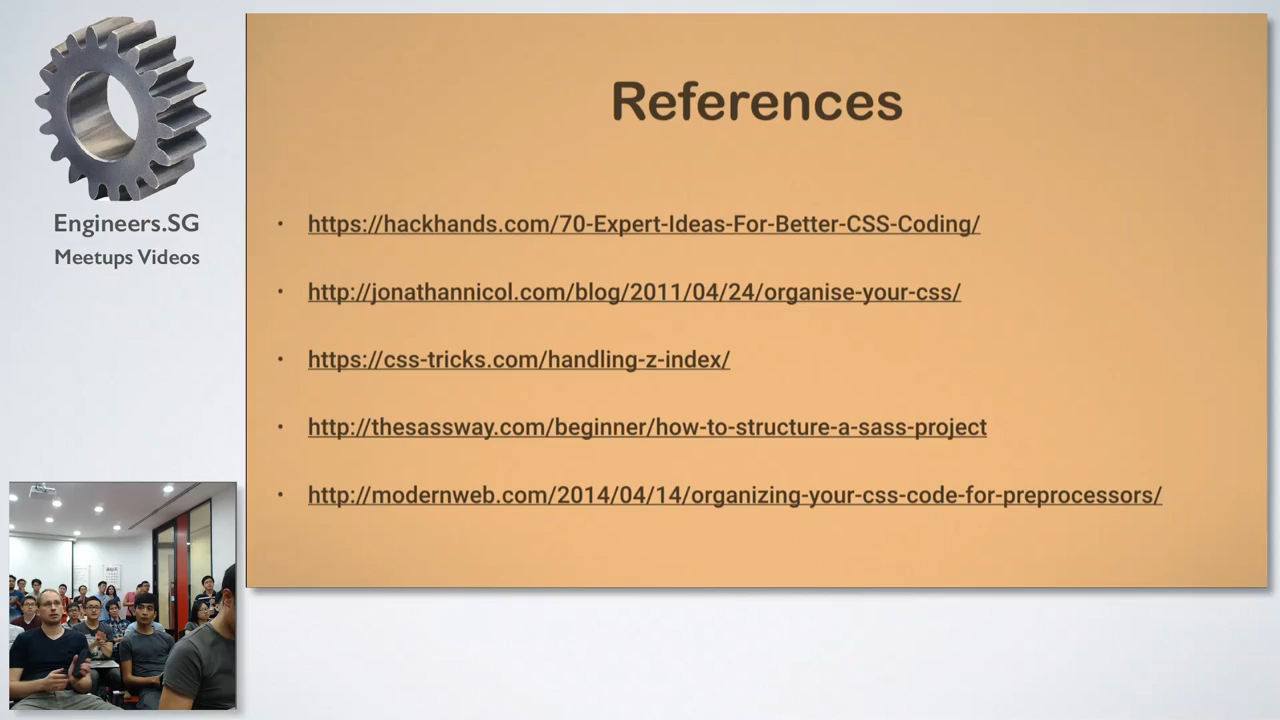 Engineers.SG
Meetups Videos
References
• https://hackhands.com/70-Expert-Ideas-For-Better-CSS-Coding/
• http://jonathannicol.com/blog/2011/04/24/organise-your-css/
• https://css-tricks.com/handling-z-index/
• http://thesassway.com/beginner/how-to-structure-a-sass-project
• http://modernweb.com/2014/04/14/organizing-your-css-code-for-preprocessors/